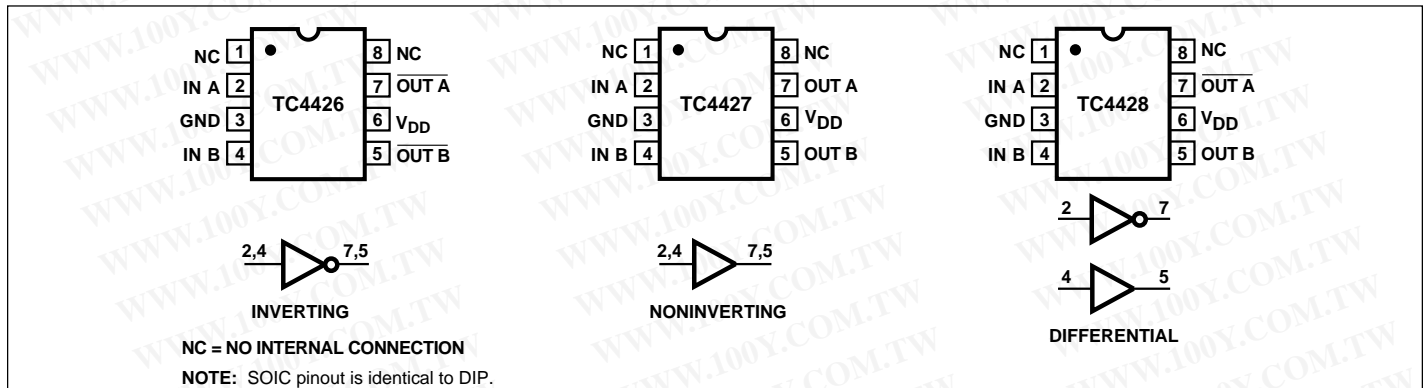 NC 1 8 NC
IN A 2 7 OUT A
GND 3 6 VDD
IN B 4 5 OUT B
TC4426
2,4 7,5
INVERTING
NC = NO INTERNAL CONNECTION
NOTE: SOIC pinout is identical to DIP.
NC 1 8 NC
IN A 2 7 OUT A
GND 3 6 VDD
IN B 4 5 OUT B
TC4427
2,4 7,5
NONINVERTING
NC 1 8 NC
IN A 2 7 OUT A
GND 3 6 VDD
IN B 4 5 OUT B
TC4428
2 7
4 5
DIFFERENTIAL
WWW.100Y.COM.TW